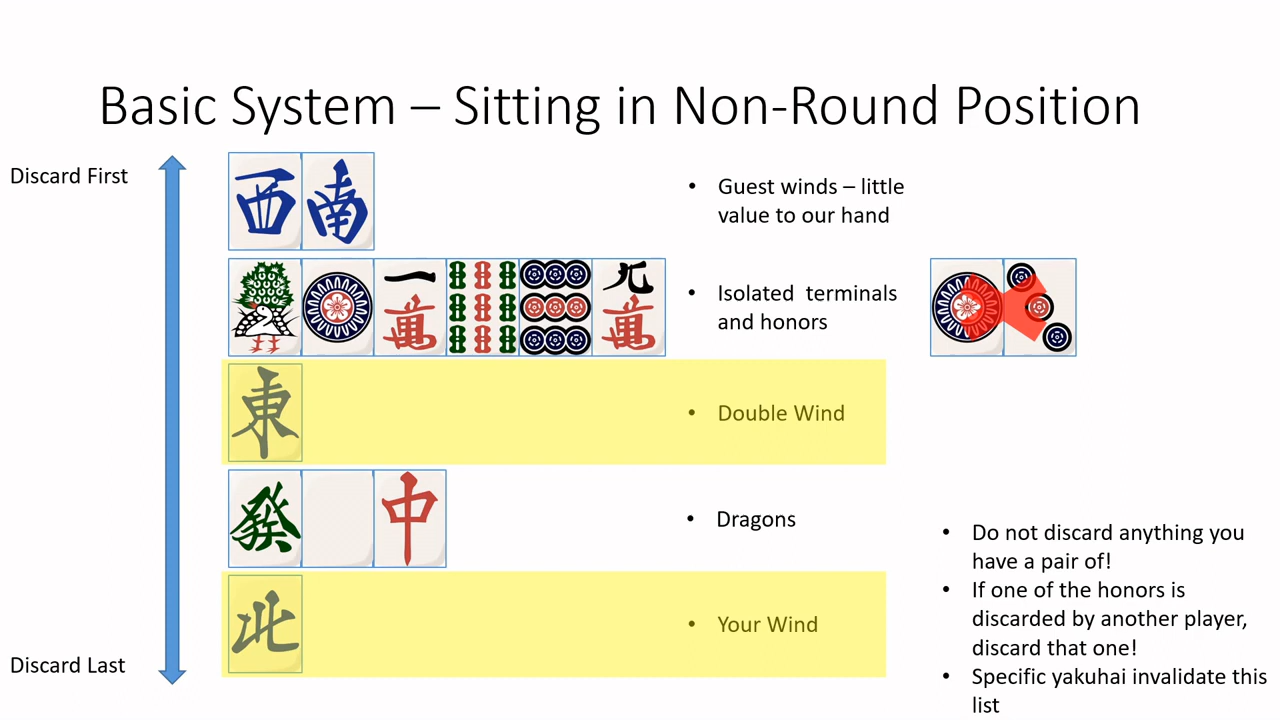 Basic System – Sitting in Non-Round Position
Discard First
西 南
• Guest winds – little
value to our hand
一萬 九萬
• Isolated terminals
and honors
東
• Double Wind
發 中
• Dragons
北
• Your Wind
Discard Last
• Do not discard anything you
have a pair of!
• If one of the honors is
discarded by another player,
discard that one!
• Specific yakuhai invalidate this
list